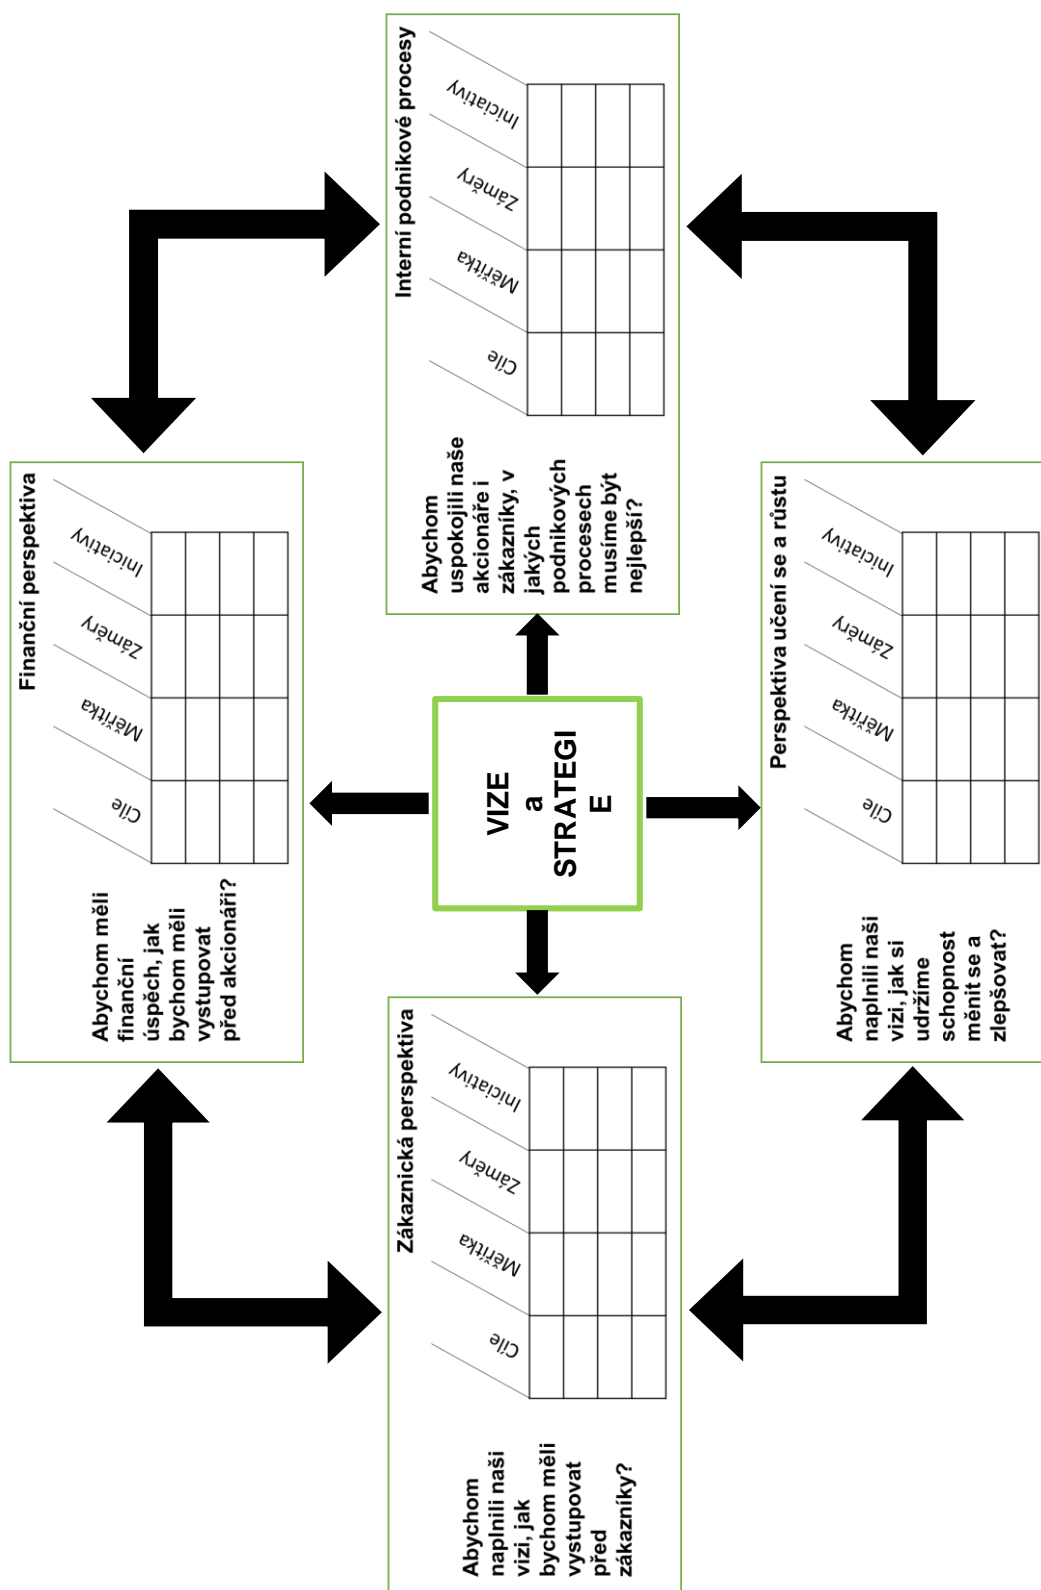 Finanční perspektiva
Cíle
Měřítka
Záměry
Iniciativy
Abychom měli
finanční
úspěch, jak
bychom měli
vystupovat
před akcionáři?
Zákaznická perspektiva
Cíle
Měřítka
Záměry
Iniciativy
Abychom
naplnili naši
vizi, jak
bychom měli
vystupovat
před
zákazníky?
VIZE
a
STRATEGI
E
Interní podnikové procesy
Cíle
Měřítka
Záměry
Iniciativy
Abychom
uspokojili naše
akcionáře i
zákazníky, v
jakých
podnikových
procesech
musíme být
nejlepší?
Perspektiva učení se a růstu
Cíle
Měřítka
Záměry
Iniciativy
Abychom
naplnili naši
vizi, jak si
udržíme
schopnost
měnit se a
zlepšovat?